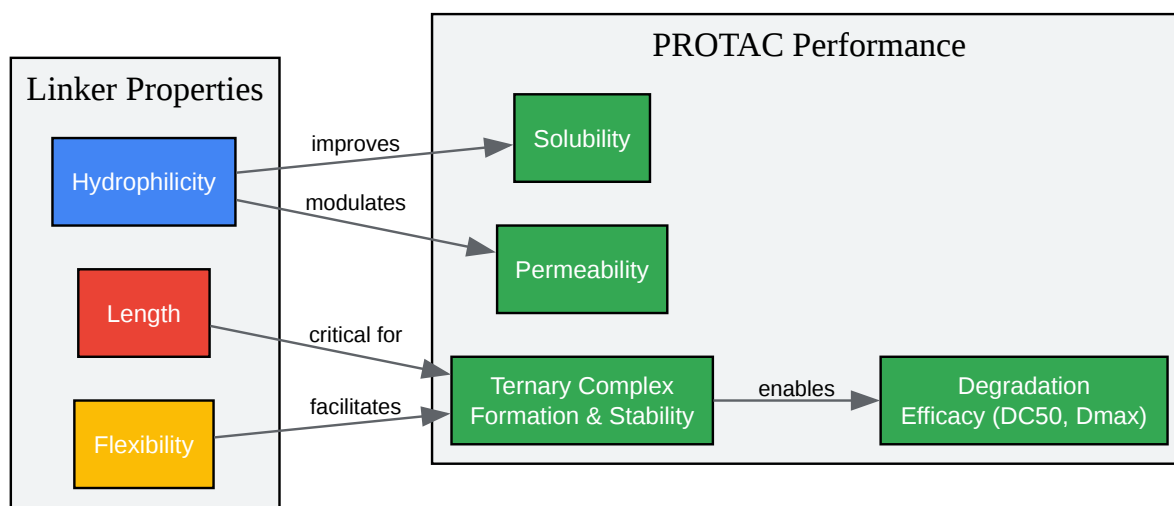 PROTAC Performance
Linker Properties
Hydrophilicity
improves
Solubility
modulates
Permeability
Length
critical for
Flexibility
facilitates
Ternary Complex
Formation & Stability
enables
Degradation
Efficacy (DC50, Dmax)